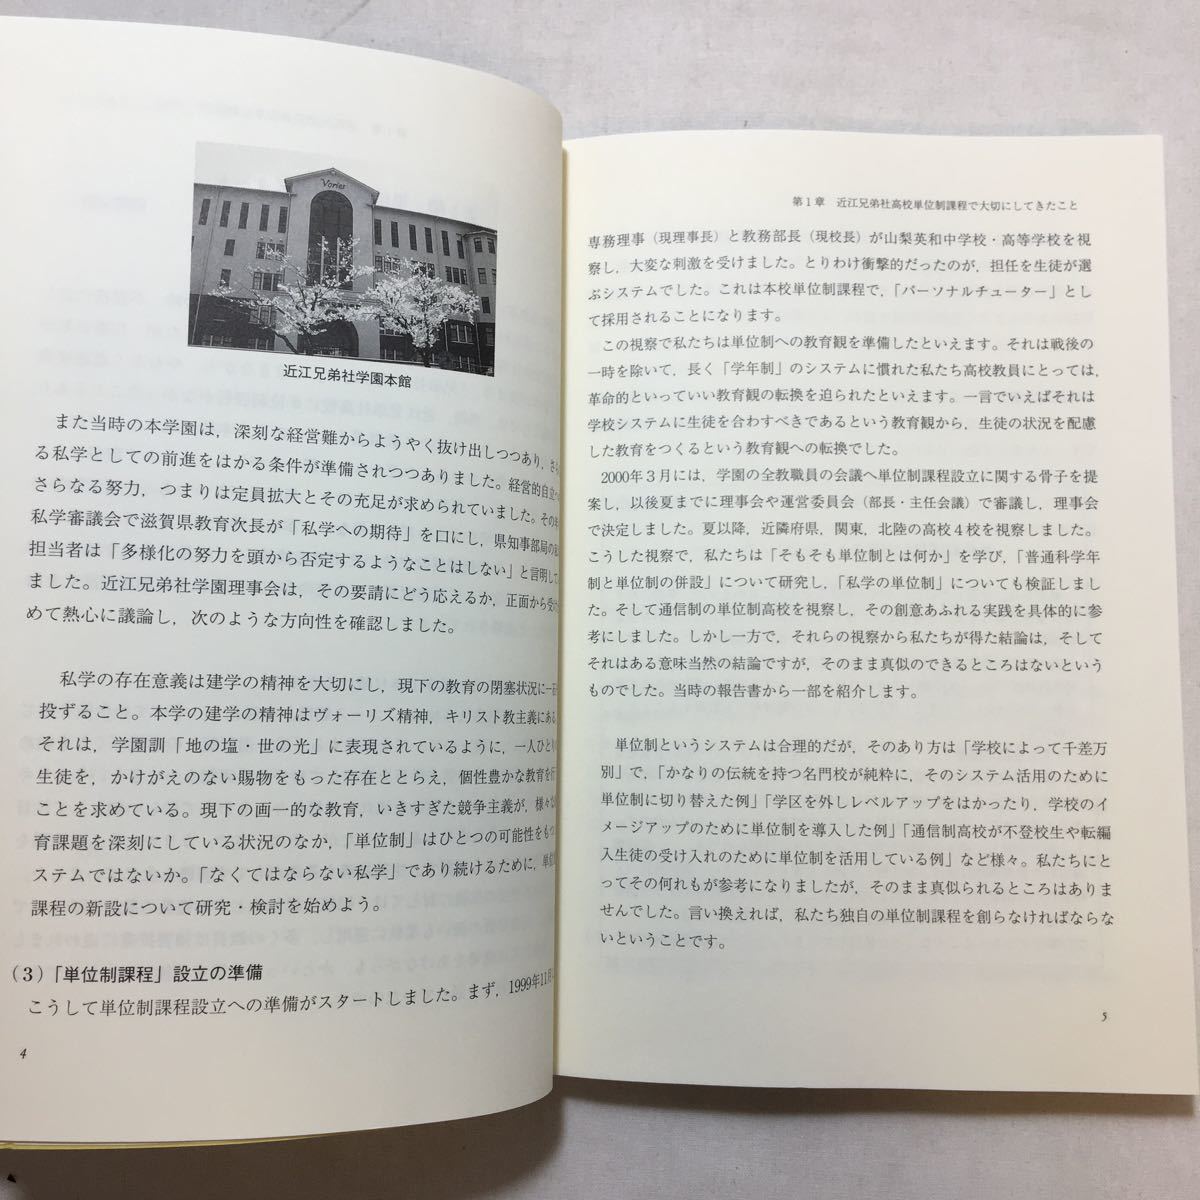 Vories
近江兄弟社学園本館
また当時の本学園は，深刻な経営難からようやく抜け出しつつあり，さら
る私学としての前進をはかる条件が準備されつつありました。経営的自立
さらなる努力，つまりは定員拡大とその充足が求められていました。その
私学審議会で滋賀県教育次長が「私学への期待」を口にし，県知事部局の
担当者は「多様化の努力を頭から否定するようなことはしない」と言明して
ました。近江兄弟社学園理事会は，その要請にどう応えるか，正面から受け
めて熱心に議論し，次のような方向性を確認しました。
私学の存在意義は建学の精神を大切にし，現下の教育の閉塞状況に一石
投ずること。本学の建学の精神はヴォーリズ精神，キリスト教主義にある
それは，学園訓「地の塩・世の光」に表現されているように，一人ひとり
生徒を，かけがえのない賜物をもった存在ととらえ，個性豊かな教育を行
ことを求めている。現下の画一的な教育，いきすぎた競争主義が，様々な
育課題を深刻にしている状況のなか，「単位制」はひとつの可能性をもつ
ステムではないか。「なくてはならない私学」であり続けるために，単位
課程の新設について研究・検討を始めよう。
（3）「単位制課程」設立の準備
こうして単位制課程設立への準備がスタートしました。まず，1999年11月
4
第1章　近江兄弟社高校単位制課程で大切にしてきたこと
専務理事（現理事長）と教務部長（現校長）が山梨英和中学校・高等学校を視
察し，大変な刺激を受けました。とりわけ衝撃的だったのが，担任を生徒が選
ぶシステムでした。これは本校単位制課程で，「パーソナルチューター」とし
て採用されることになります。
この視察で私たちは単位制への教育観を準備したといえます。それは戦後の
一時を除いて，長く「学年制」のシステムに慣れた私たち高校教員にとっては，
革命的といっていい教育観の転換を迫られたといえます。一言でいえばそれは
学校システムに生徒を合わすべきであるという教育観から，生徒の状況を配慮
した教育をつくるという教育観への転換でした。
2000年3月には，学園の全教職員の会議へ単位制課程設立に関する骨子を提
案し，以後夏までに理事会や運営委員会（部長・主任会議）で審議し，理事会
で決定しました。夏以降，近隣府県，関東，北陸の高校4校を視察しました。
こうした視察で，私たちは「そもそも単位制とは何か」を学び，「普通科学年
制と単位制の併設」について研究し，「私学の単位制」についても検証しまし
た。そして通信制の単位制高校を視察し，その創意あふれる実践を具体的に参
考にしました。しかし一方で，それらの視察から私たちが得た結論は，そして
それはある意味当然の結論ですが，そのまま真似のできるところはないという
ものでした。当時の報告書から一部を紹介します。
単位制というシステムは合理的だが，そのあり方は「学校によって千差万
別」で，「かなりの伝統を持つ名門校が純粋に，そのシステム活用のために
単位制に切り替えた例」「学区を外しレベルアップをはかったり，学校のイ
メージアップのために単位制を導入した例」「通信制高校が不登校生や転編
入生徒の受け入れのために単位制を活用している例」など様々。私たちにと
ってその何れもが参考になりましたが，そのまま真似られるところはありま
せんでした。言い換えれば，私たち独自の単位制課程を創らなければならな
いということです。
5